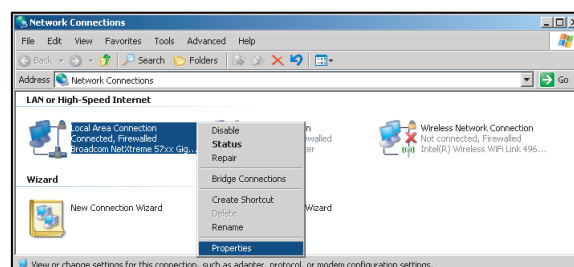 Network Connections
File Edit View Favorites Tools Advanced Help
Back Search Folders
Address Network Connections Go
LAN or High-Speed Internet
Local Area Connection
Connected, Firewalled
Broadcom NetXtreme 57xx Gig...
Disable
Status
Repair
Bridge Connections
Create Shortcut
Delete
Rename
Properties
Wireless Network Connection
Not connected, Firewalled
Intel(R) Wireless WiFi Link 496...
Wizard
New Connection Wizard
Wizard
View or change settings for this connection, such as adapter, protocol, or modem configuration settings.